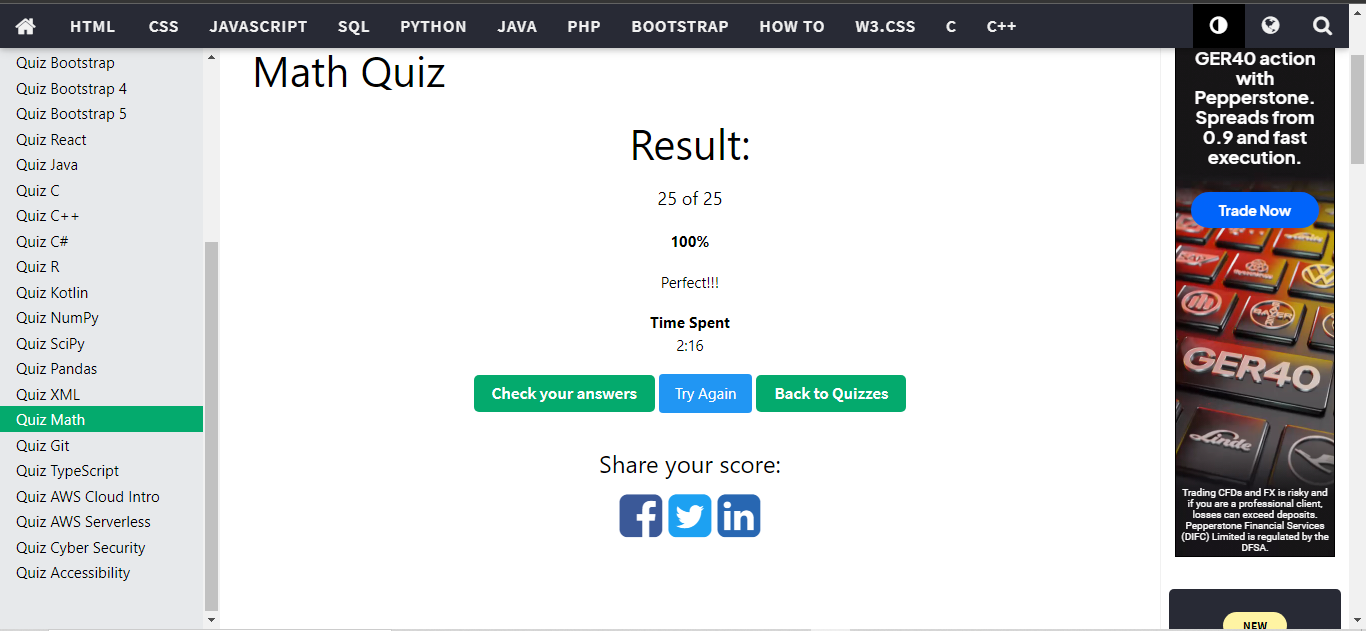 HTML CSS JAVASCRIPT SQL PYTHON JAVA PHP BOOTSTRAP HOW TO W3.CSS C C++
Quiz Bootstrap
Quiz Bootstrap 4
Quiz Bootstrap 5
Quiz React
Quiz Java
Quiz C
Quiz C++
Quiz C#
Quiz R
Quiz Kotlin
Quiz NumPy
Quiz SciPy
Quiz Pandas
Quiz XML
Quiz Math
Quiz Git
Quiz TypeScript
Quiz AWS Cloud Intro
Quiz AWS Serverless
Quiz Cyber Security
Quiz Accessibility
Math Quiz
Result:
25 of 25
100%
Perfect!!!
Time Spent
2:16
Check your answers Try Again Back to Quizzes
Share your score:
GER40 action
with
Pepperstone.
Spreads from
0.9 and fast
execution.
Trade Now
BAYER
GER40
Linde
Trading CFDs and FX is risky and
if you are a professional client,
losses can exceed deposits.
Pepperstone Financial Services
(DIFC) Limited is regulated by the
DFSA.
NEW